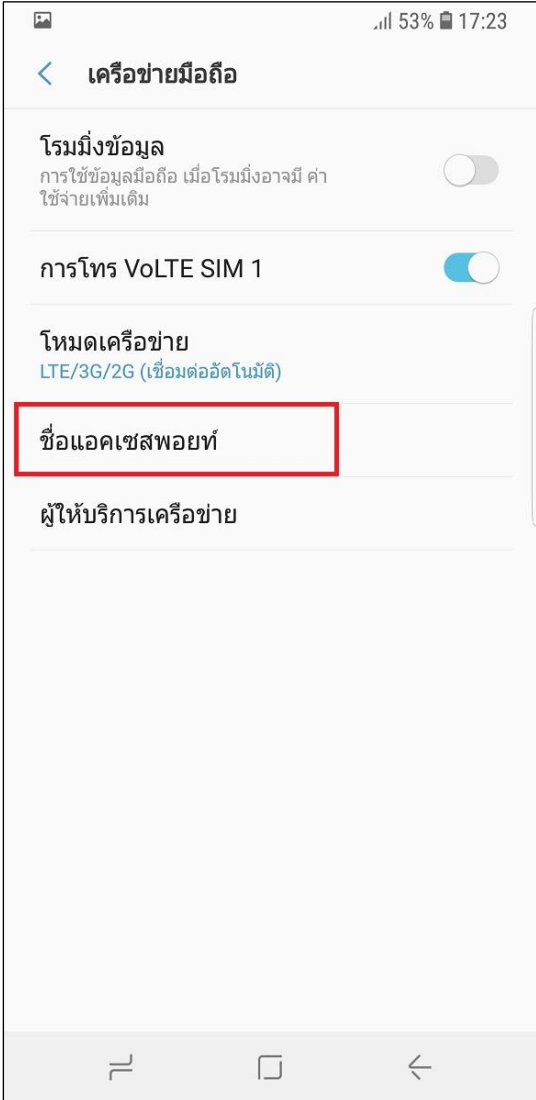 53% 17:23
เครือข่ายมือถือ
โรมมิ่งข้อมูล
การใช้ข้อมูลมือถือ เมื่อโรมมิ่งอาจมี ค่า
ใช้จ่ายเพิ่มเติม
การโทร VoLTE SIM 1
โหมดเครือข่าย
LTE/3G/2G (เชื่อมต่ออัตโนมัติ)
ชื่อแอคเซสพอยท์
ผู้ให้บริการเครือข่าย